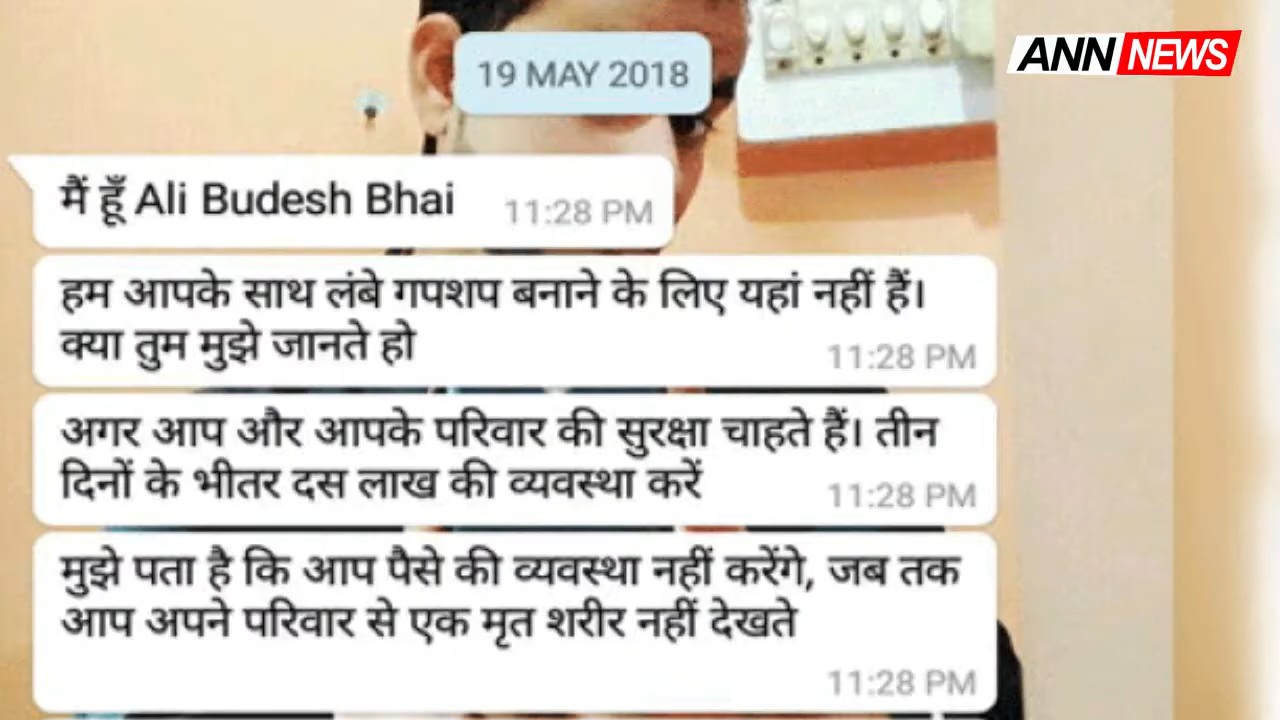 ANN NEWS
19 MAY 2018
मैं हूँ Ali Budesh Bhai 11:28 PM
हम आपके साथ लंबे गपशप बनाने के लिए यहां नहीं हैं।
क्या तुम मुझे जानते हो 11:28 PM
अगर आप और आपके परिवार की सुरक्षा चाहते हैं। तीन
दिनों के भीतर दस लाख की व्यवस्था करें 11:28 PM
मुझे पता है कि आप पैसे की व्यवस्था नहीं करेंगे, जब तक
आप अपने परिवार से एक मृत शरीर नहीं देखते
11:28 PM